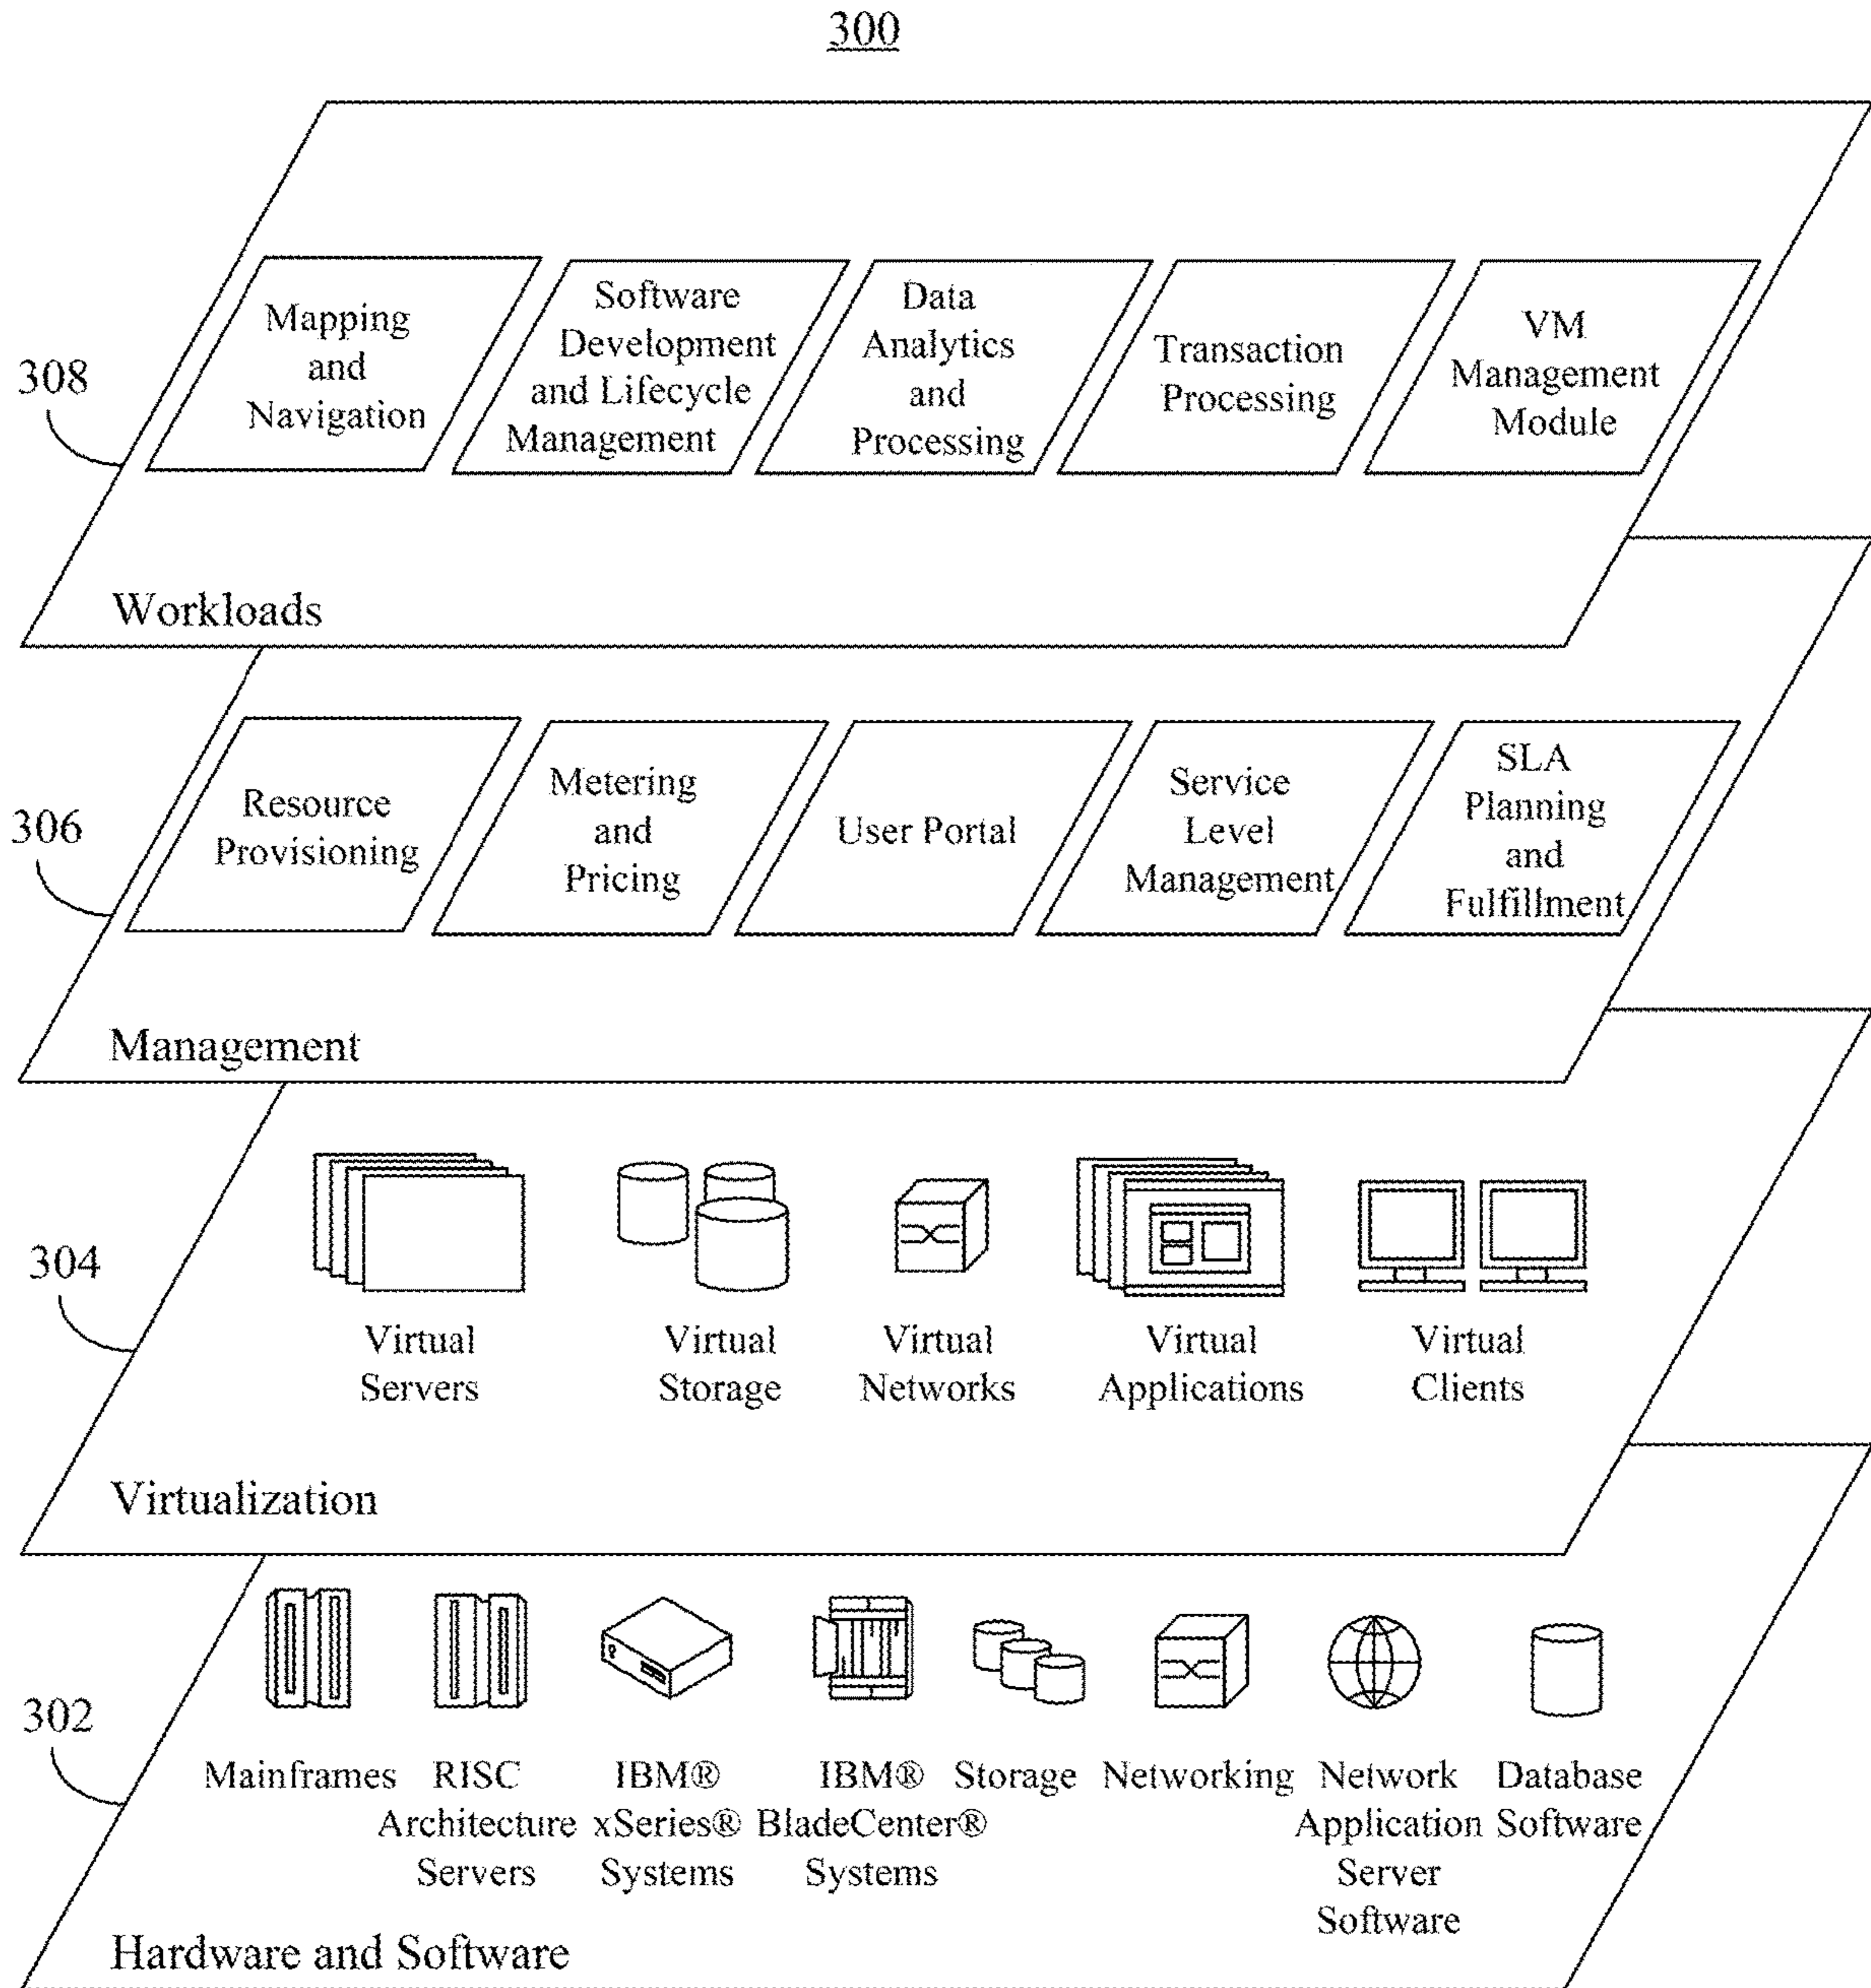 300
Mapping
and
Navigation
Software
Development
and Lifecycle
Management
Data
Analytics
and
Processing
Transaction
Processing
VM
Management
Module
308
Workloads
Resource
Provisioning
Metering
and
Pricing
User Portal
Service
Level
Management
SLA
Planning
and
Fulfillment
306
Management
304
Virtual
Servers
Virtual
Storage
Virtual
Networks
Virtual
Applications
Virtual
Clients
Virtualization
302
Mainframes
RISC
Architecture
Servers
IBM®
xSeries®
Systems
IBM®
BladeCenter®
Systems
Storage
Networking
Network
Application
Server
Software
Database
Software
Hardware and Software